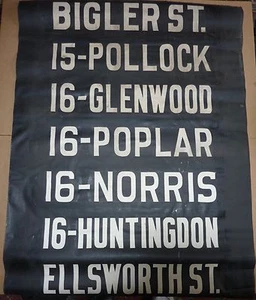 BIGLER ST.
15-POLLOCK
16-GLENWOOD
16-POPLAR
16-NORRIS
16-HUNTINGDON
ELLSWORTH ST.